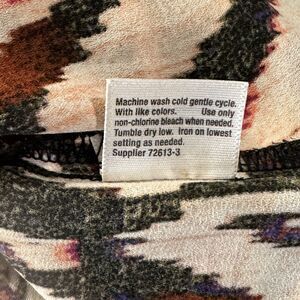 Machine wash cold gentle cycle.
With like colors. Use only
non-chlorine bleach when needed.
Tumble dry low. Iron on lowest
setting as needed.
Supplier 72613-3